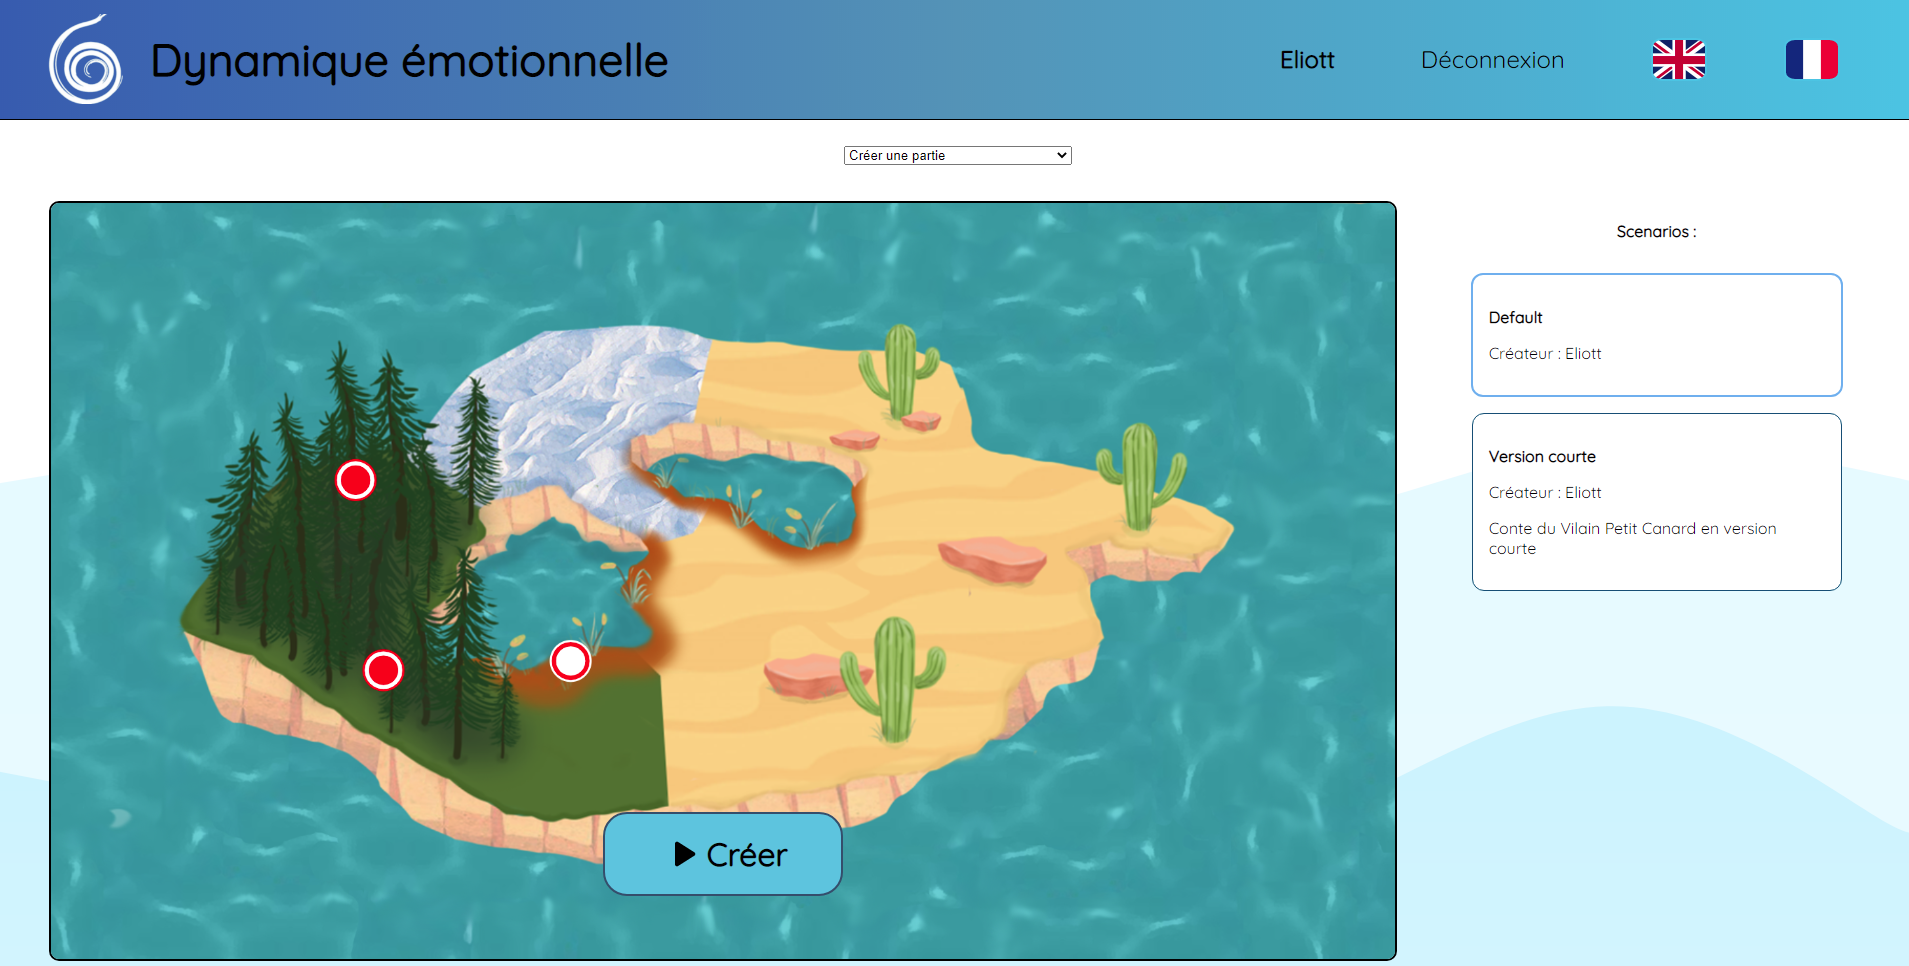 Dynamique émotionnelle
Eliott
Déconnexion
Créer une partie
Scenarios :
Default
Créateur : Eliott
Version courte
Créateur : Eliott
Conte du Vilain Petit Canard en version
courte
Créer